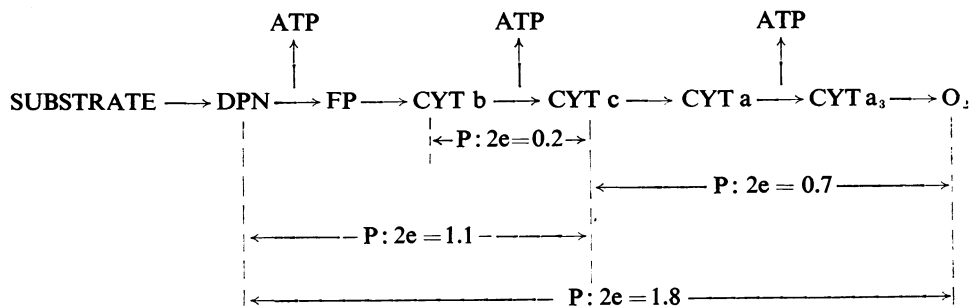 ATP ATP ATP
SUBSTRATE → DPN → FP → CYT b → CYT c → CYT a → CYT a₃ → O₂
P: 2e = 0.2
P: 2e = 0.7
P: 2e = 1.1
P: 2e = 1.8